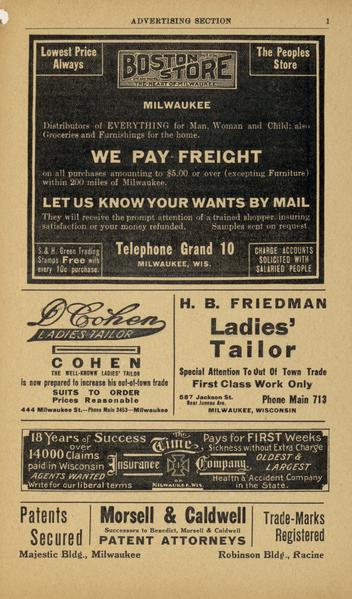 ADVERTISING SECTION 1
Lowest Price
Always
BOSTON
STORE
THE HEART OF MILWAUKEE
The Peoples
Store
MILWAUKEE
Distributors of EVERYTHING for Man, Woman and Child; also
Groceries and Furnishings for the home.
WE PAY FREIGHT
on all purchases amounting to $5.00 or over (excepting Furniture)
within 200 miles of Milwaukee.
LET US KNOW YOUR WANTS BY MAIL
They will receive the prompt attention of a trained shopper, insuring
satisfaction or your money refunded. Samples sent on request
S. & H. Green Trading
Stamps Free with
every 10c purchase.
Telephone Grand 10
MILWAUKEE, WIS.
CHARGE ACCOUNTS
SOLICITED WITH
SALARIED PEOPLE
D. Cohen
LADIES TAILOR
COHEN
THE WELL-KNOWN LADIES' TAILOR
is now prepared to increase his out-of-town trade
SUITS TO ORDER
Prices Reasonable
444 Milwaukee St.—Phone Main 3453—Milwaukee
H. B. FRIEDMAN
Ladies'
Tailor
Special Attention To Out Of Town Trade
First Class Work Only
587 Jackson St.
Near Juneau Ave.
Phone Main 713
MILWAUKEE, WISCONSIN
18 Years of Success
over
14000 Claims
paid in Wisconsin
AGENTS WANTED
Write for our liberal terms
The
Time
Insurance Company
OF
MILWAUKEE, WIS.
Pays for FIRST Weeks
Sickness without Extra Charge
OLDEST &
LARGEST
Health & Accident Company
in the State.
Patents
Secured
Morsell & Caldwell
Successors to Benedict, Morsell & Caldwell
PATENT ATTORNEYS
Trade-Marks
Registered
Majestic Bldg., Milwaukee Robinson Bldg., Racine